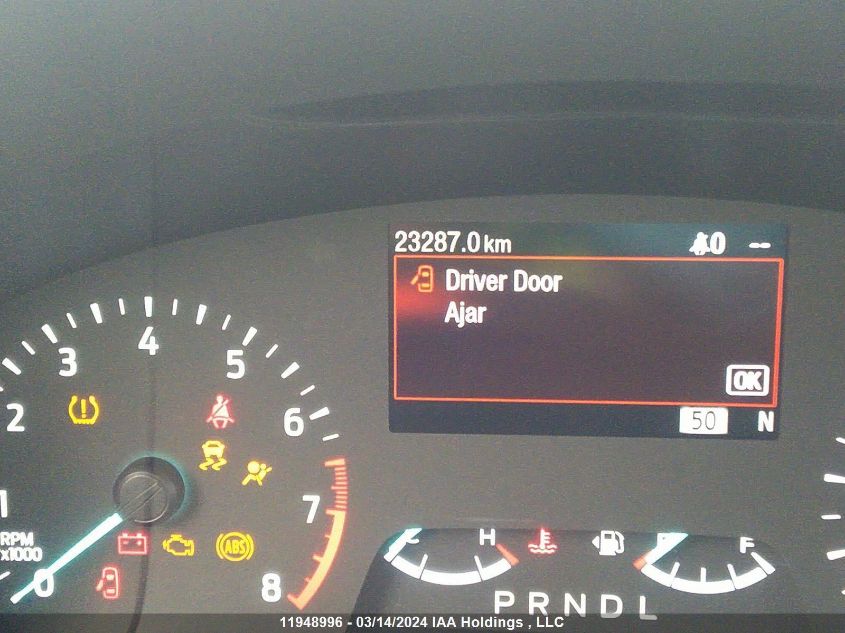 23287.0 km 0 --
Driver Door
Ajar
OK
50 N
1 2 3 4 5 6 7 8
RPM
x1000
0
ABS
C H
E F
PRNDL
11948996 - 03/14/2024 IAA Holdings , LLC